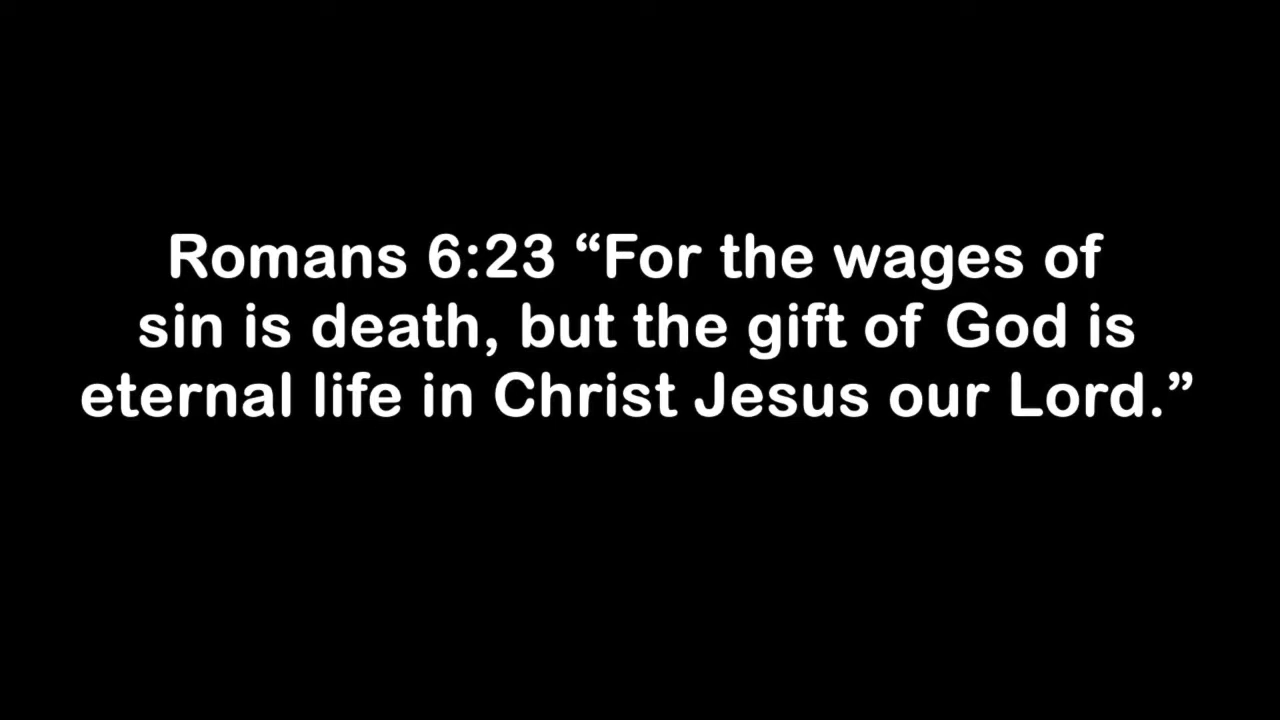 Romans 6:23 “For the wages of
sin is death, but the gift of God is
eternal life in Christ Jesus our Lord.”